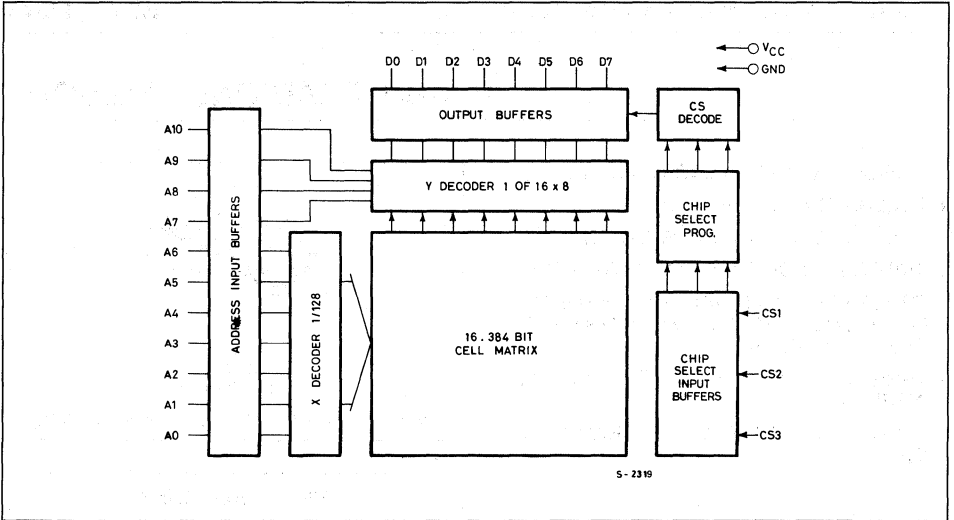 D0 D1 D2 D3 D4 D5 D6 D7
VCC
GND
OUTPUT BUFFERS
CS
DECODE
A10
A9
A8
A7
A6
A5
A4
A3
A2
A1
A0
ADDRESS INPUT BUFFERS
Y DECODER 1 OF 16 x 8
CHIP
SELECT
PROG.
X DECODER 1/128
16.384 BIT
CELL MATRIX
CHIP
SELECT
INPUT
BUFFERS
CS1
CS2
CS3
S-2319